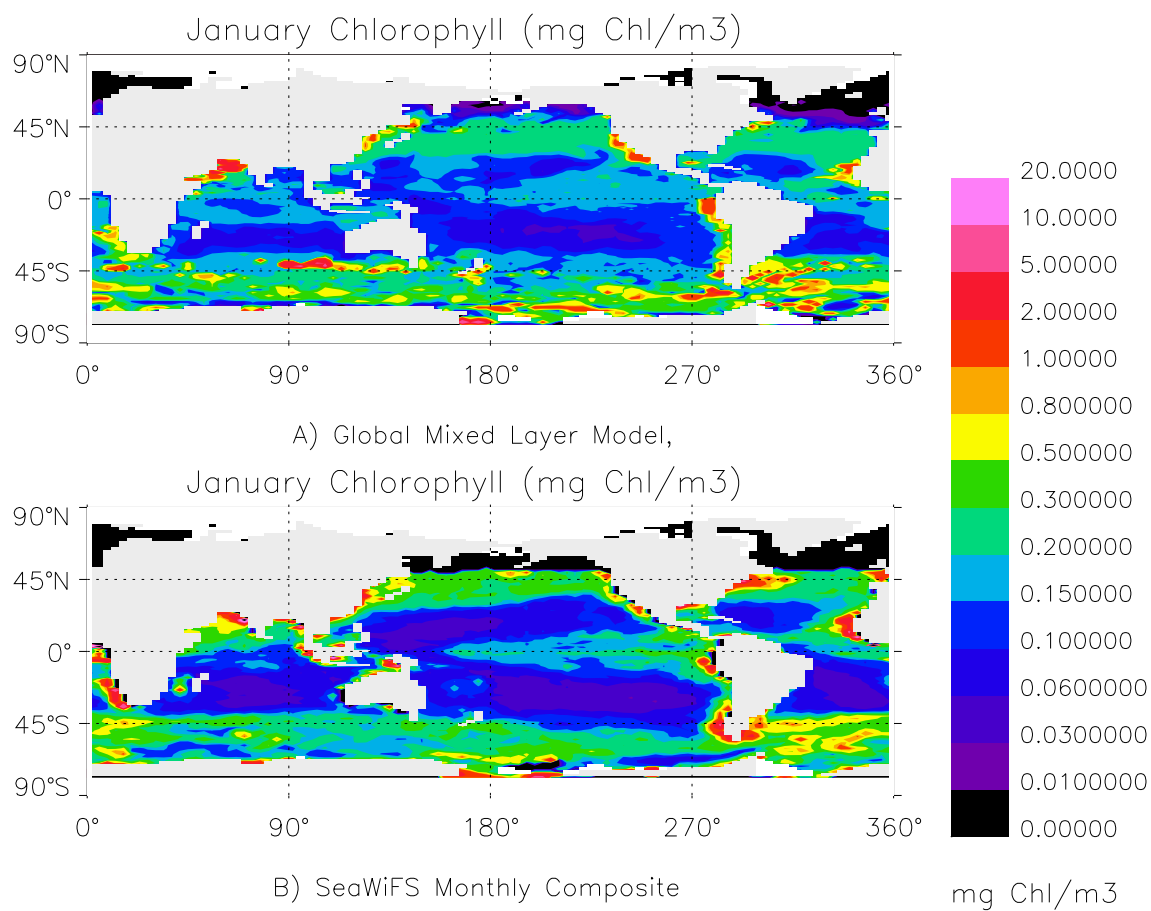 January Chlorophyll (mg Chl/m3)
90°N
45°N
0°
45°S
90°S
0° 90° 180° 270° 360°
A) Global Mixed Layer Model,
January Chlorophyll (mg Chl/m3)
90°N
45°N
0°
45°S
90°S
0° 90° 180° 270° 360°
B) SeaWiFS Monthly Composite
20.0000
10.0000
5.00000
2.00000
1.00000
0.800000
0.500000
0.300000
0.200000
0.150000
0.100000
0.0600000
0.0300000
0.0100000
0.00000
mg Chl/m3